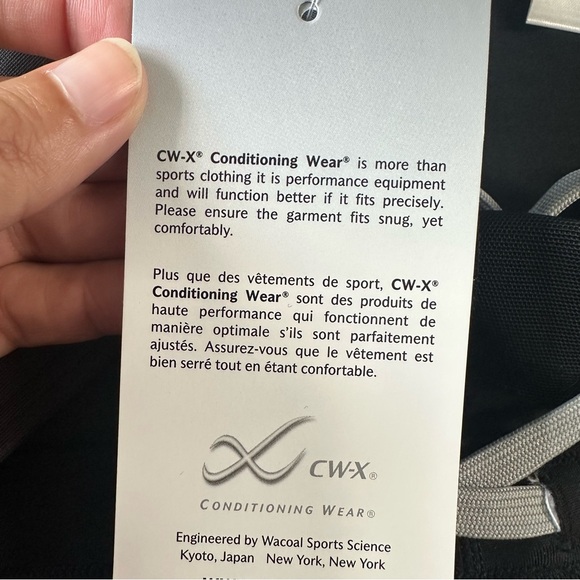 CW-X® Conditioning Wear® is more than
sports clothing it is performance equipment
and will function better if it fits precisely.
Please ensure the garment fits snug, yet
comfortably.
Plus que des vêtements de sport, CW-X®
Conditioning Wear® sont des produits de
haute performance qui fonctionnent de
manière optimale s'ils sont parfaitement
ajustés. Assurez-vous que le vêtement est
bien serré tout en étant confortable.
CW-X®
CONDITIONING WEAR®
Engineered by Wacoal Sports Science
Kyoto, Japan New York, New York